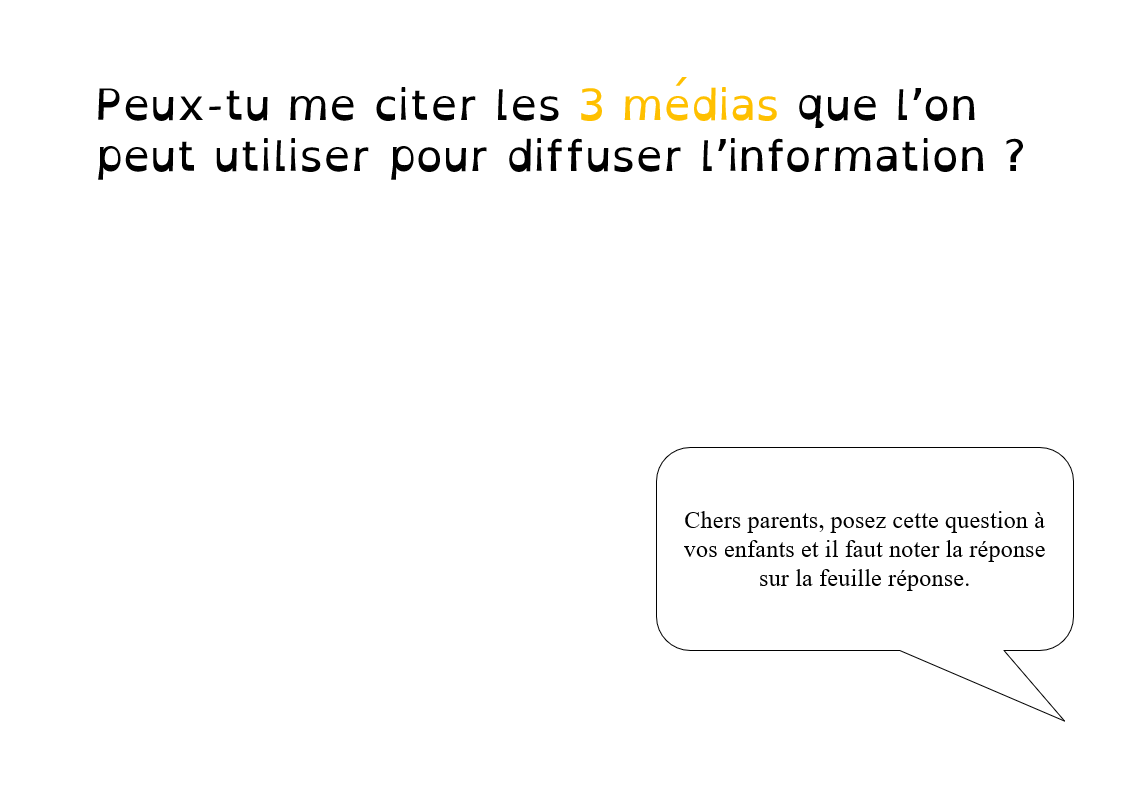 Peux-tu me citer les 3 médias que l’on
peut utiliser pour diffuser l’information ?
Chers parents, posez cette question à
vos enfants et il faut noter la réponse
sur la feuille réponse.